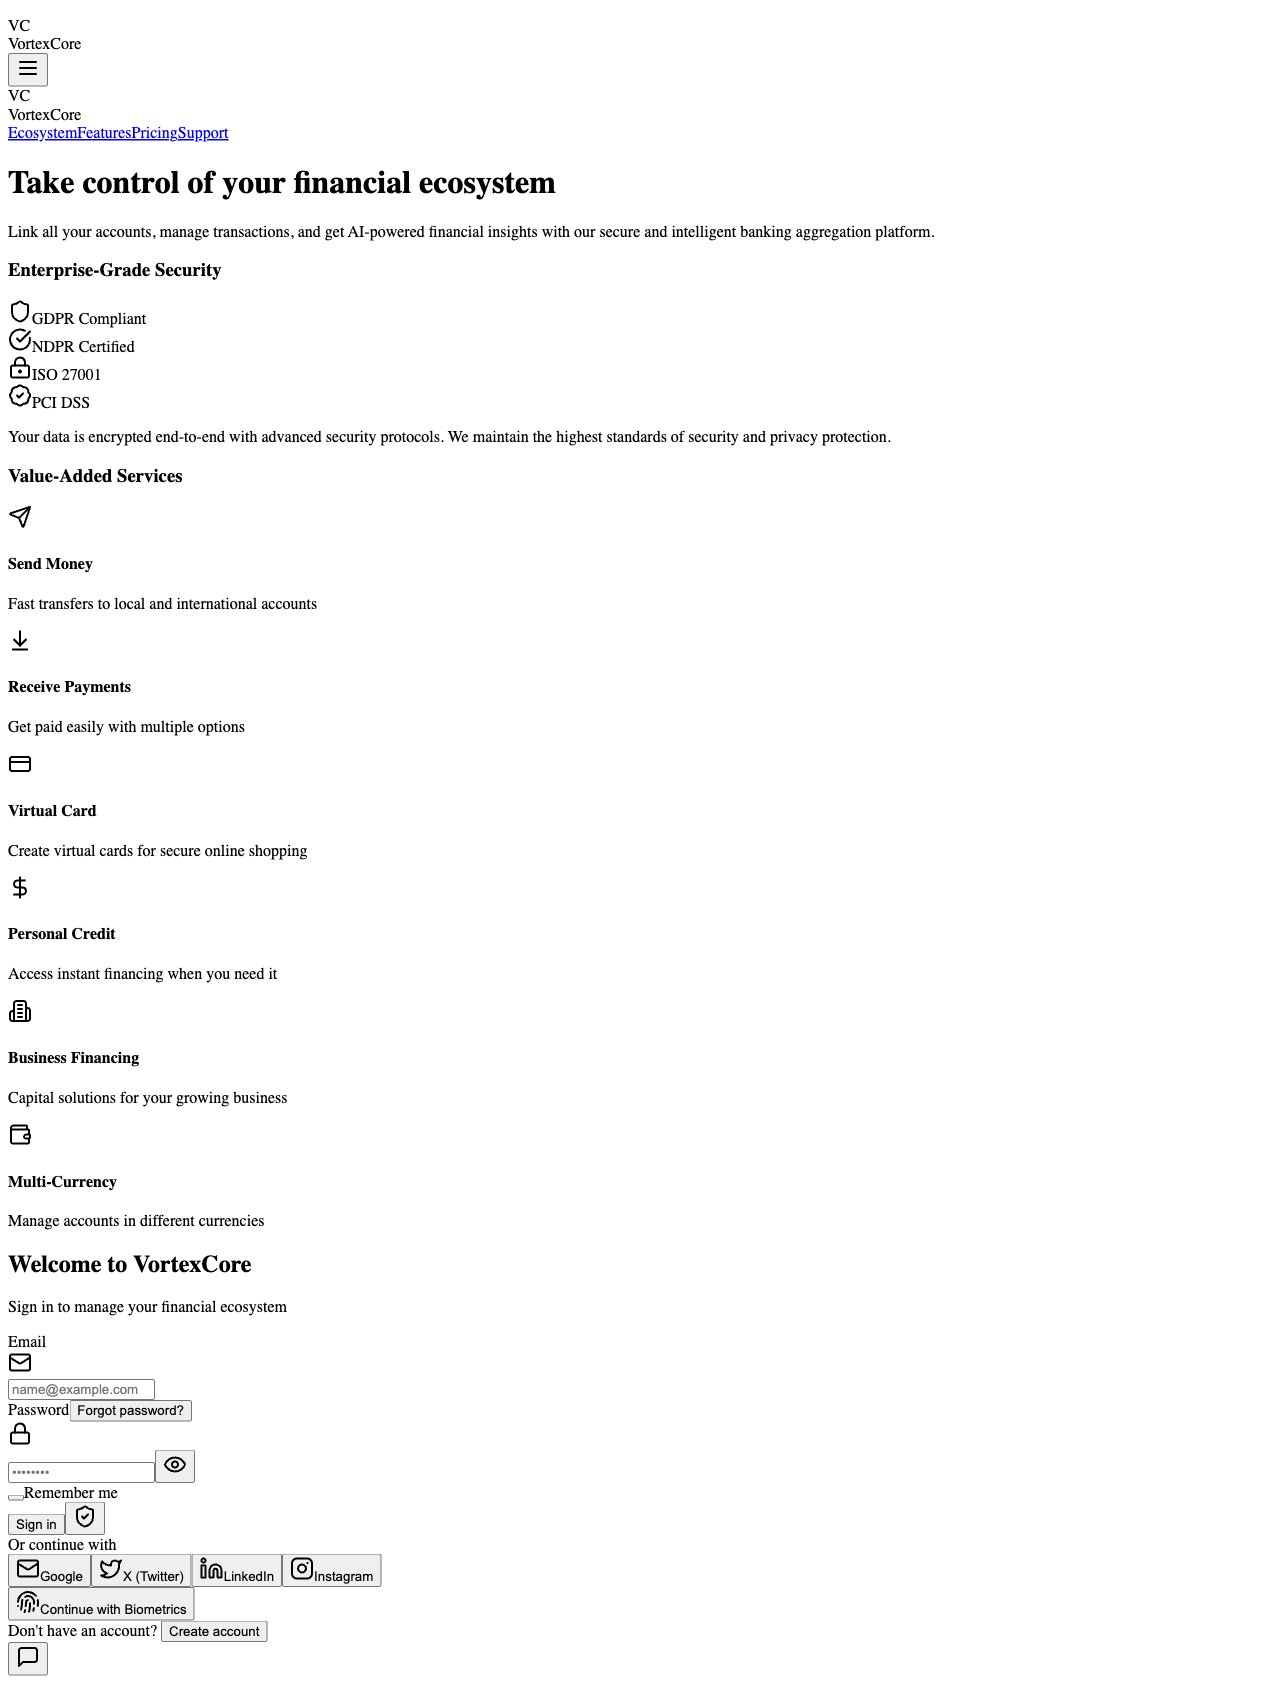 VC
VortexCore
VC
VortexCore
EcosystemFeaturesPricingSupport
Take control of your financial ecosystem
Link all your accounts, manage transactions, and get AI-powered financial insights with our secure and intelligent banking aggregation platform.
Enterprise-Grade Security
GDPR Compliant
NDPR Certified
ISO 27001
PCI DSS
Your data is encrypted end-to-end with advanced security protocols. We maintain the highest standards of security and privacy protection.
Value-Added Services
Send Money
Fast transfers to local and international accounts
Receive Payments
Get paid easily with multiple options
Virtual Card
Create virtual cards for secure online shopping
Personal Credit
Access instant financing when you need it
Business Financing
Capital solutions for your growing business
Multi-Currency
Manage accounts in different currencies
Welcome to VortexCore
Sign in to manage your financial ecosystem
Email
name@example.com
Password Forgot password?
••••••••
Remember me
Sign in
Or continue with
Google X (Twitter) LinkedIn Instagram
Continue with Biometrics
Don't have an account? Create account